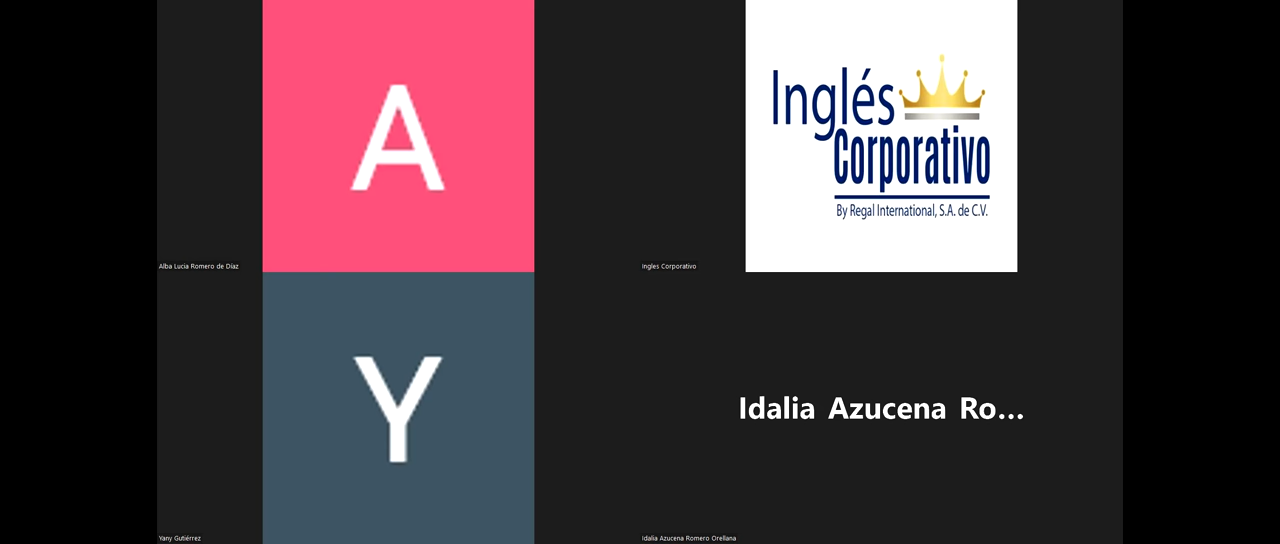 A
Alba Lucia Romero de Díaz
Inglés
Corporativo
By Regal International, S.A. de C.V.
Ingles Corporativo
Y
Yany Gutiérrez
Idalia Azucena Ro...
Idalia Azucena Romero Orellana